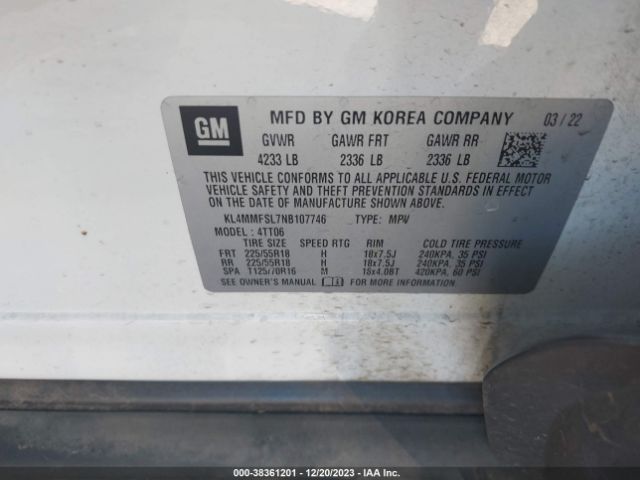 GM
MFD BY GM KOREA COMPANY 03/22
GVWR GAWR FRT GAWR RR
4233 LB 2336 LB 2336 LB
THIS VEHICLE CONFORMS TO ALL APPLICABLE U.S. FEDERAL MOTOR
VEHICLE SAFETY AND THEFT PREVENTION STANDARDS IN EFFECT
ON THE DATE OF MANUFACTURE SHOWN ABOVE.
KL4MMFSL7NB107746 TYPE: MPV
MODEL : 4TT06
TIRE SIZE SPEED RTG RIM COLD TIRE PRESSURE
FRT 225/55R18 H 18x7.5J 240KPA, 35 PSI
RR 225/55R18 H 18x7.5J 240KPA, 35 PSI
SPA T125/70R16 M 16x4.0BT 420KPA, 60 PSI
SEE OWNER'S MANUAL FOR MORE INFORMATION.
000-38361201 - 12/20/2023 - IAA Inc.